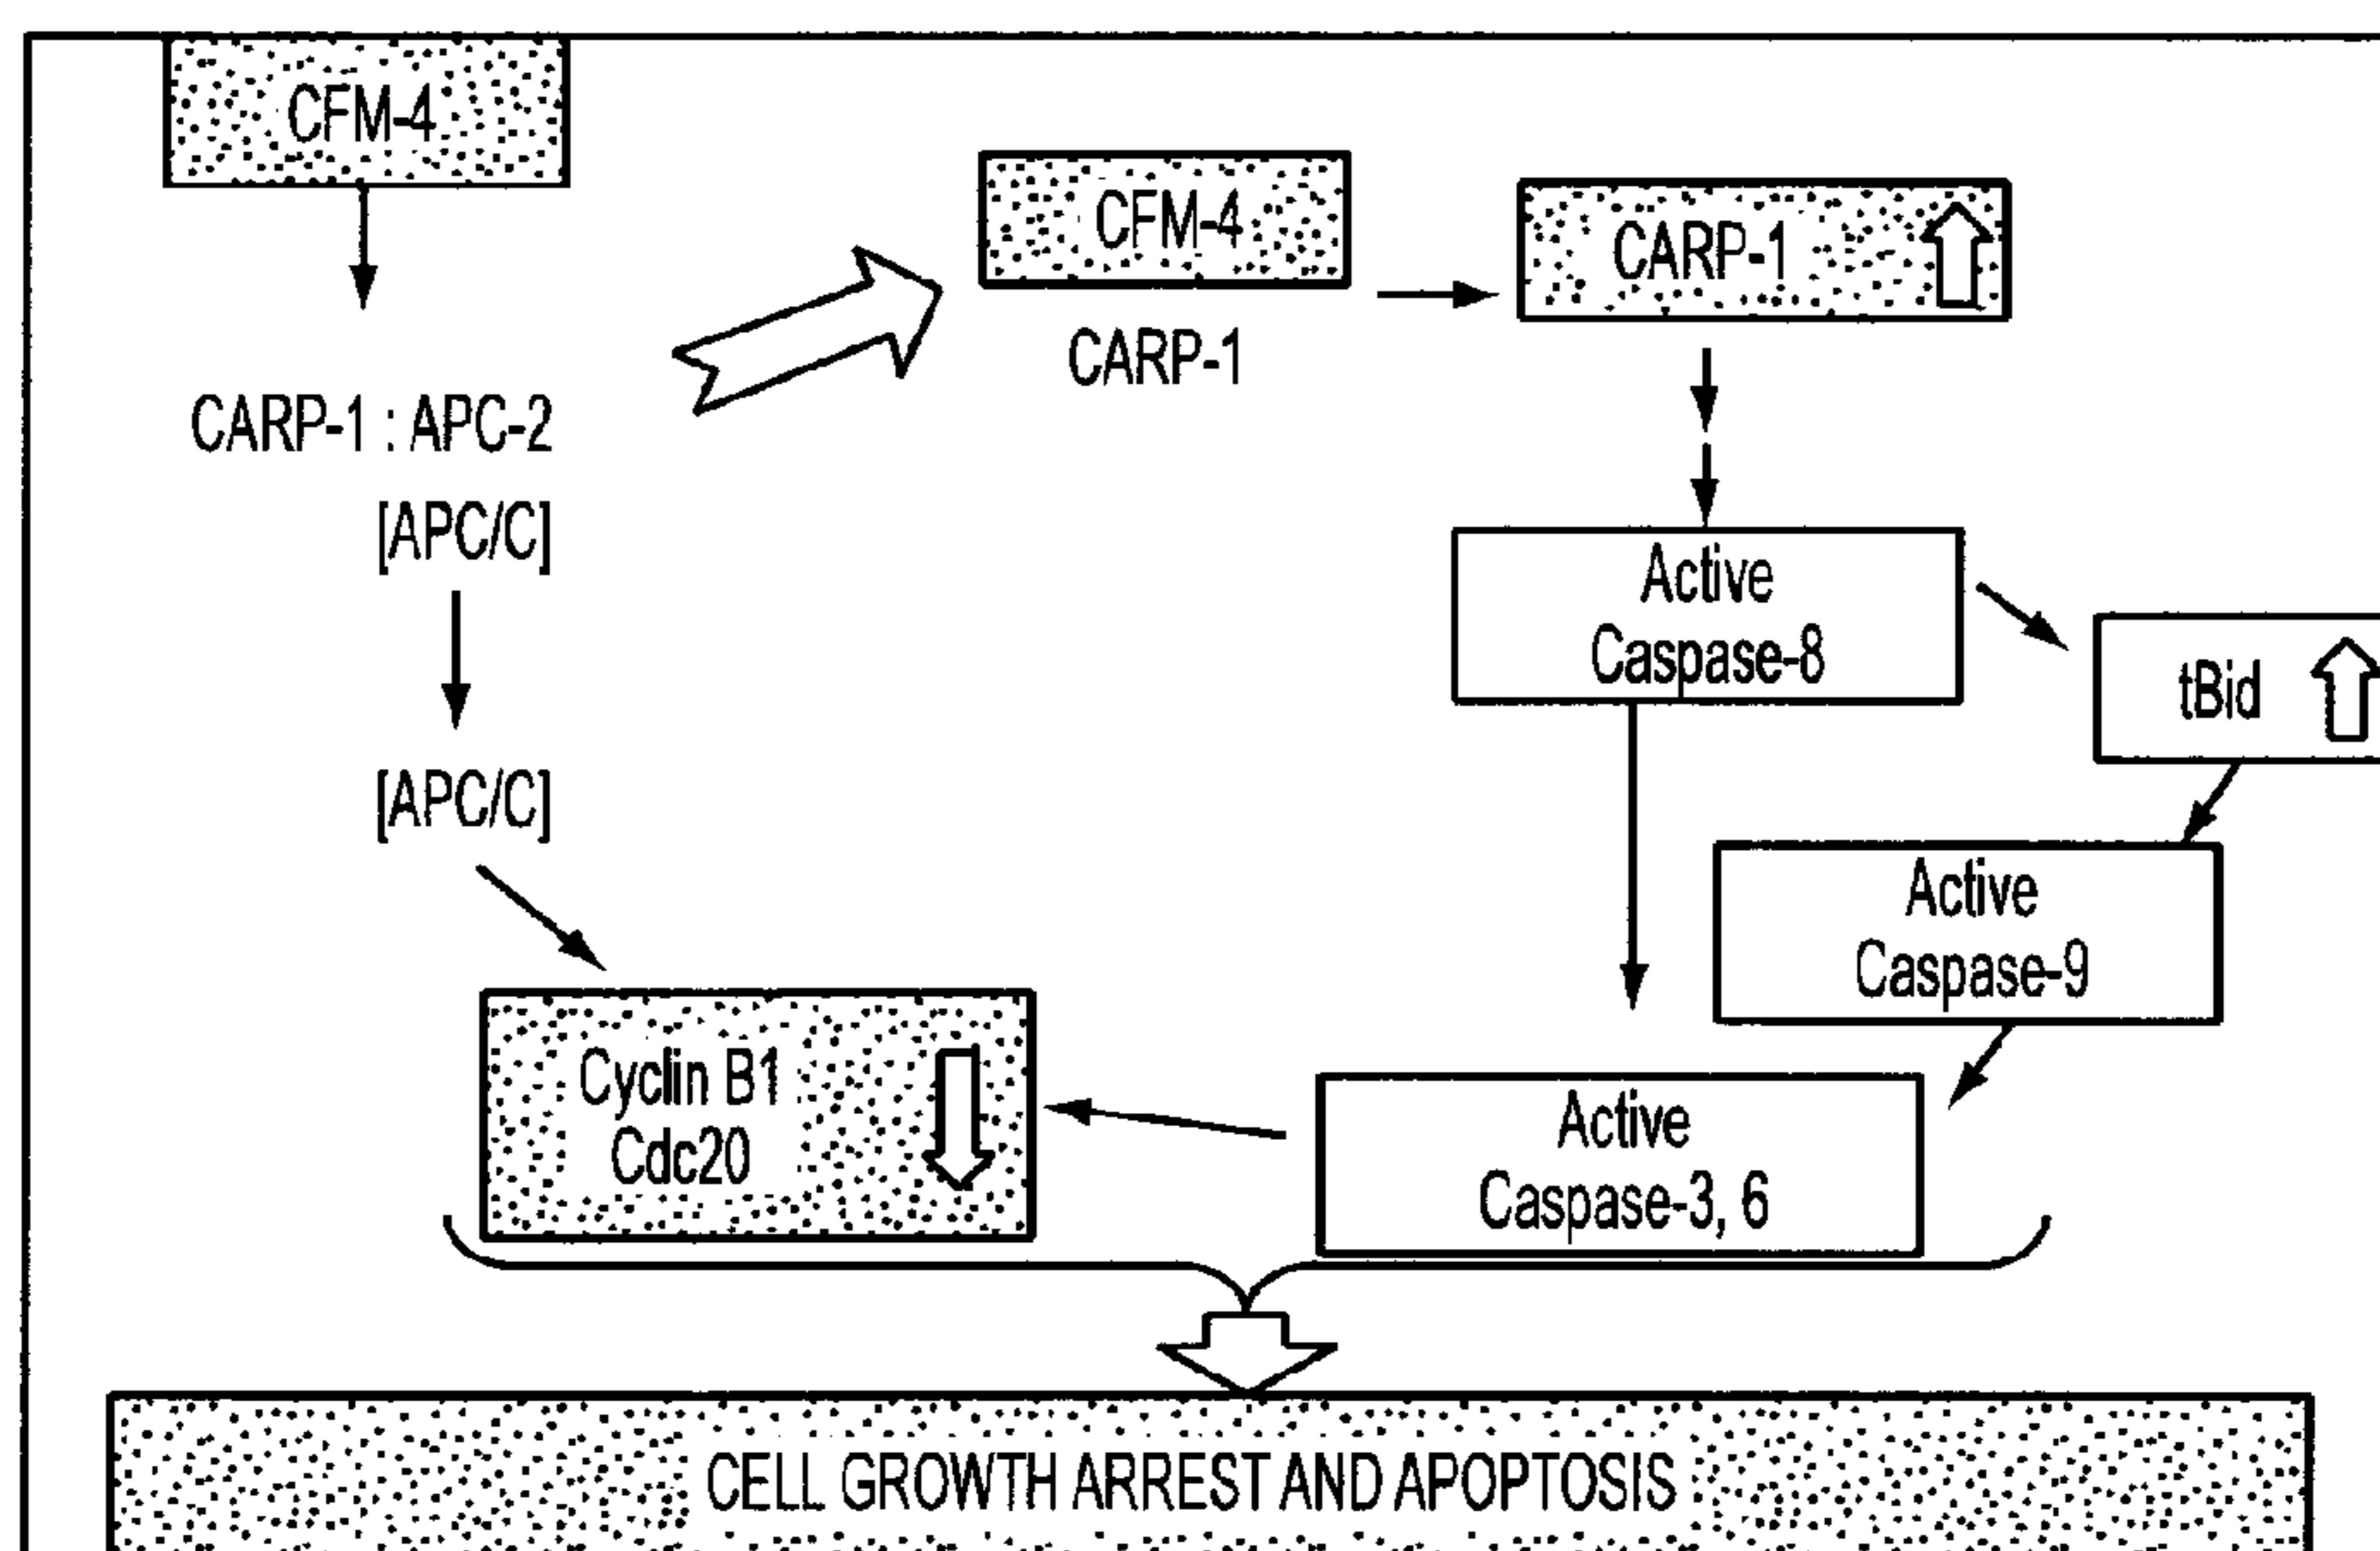 CFM-4
CFM-4
CARP-1
CARP-1
CARP-1 : APC-2
[APC/C]
Active
Caspase-8
tBid
[APC/C]
Active
Caspase-9
Cyclin B1
Cdc20
Active
Caspase-3, 6
CELL GROWTH ARREST AND APOPTOSIS